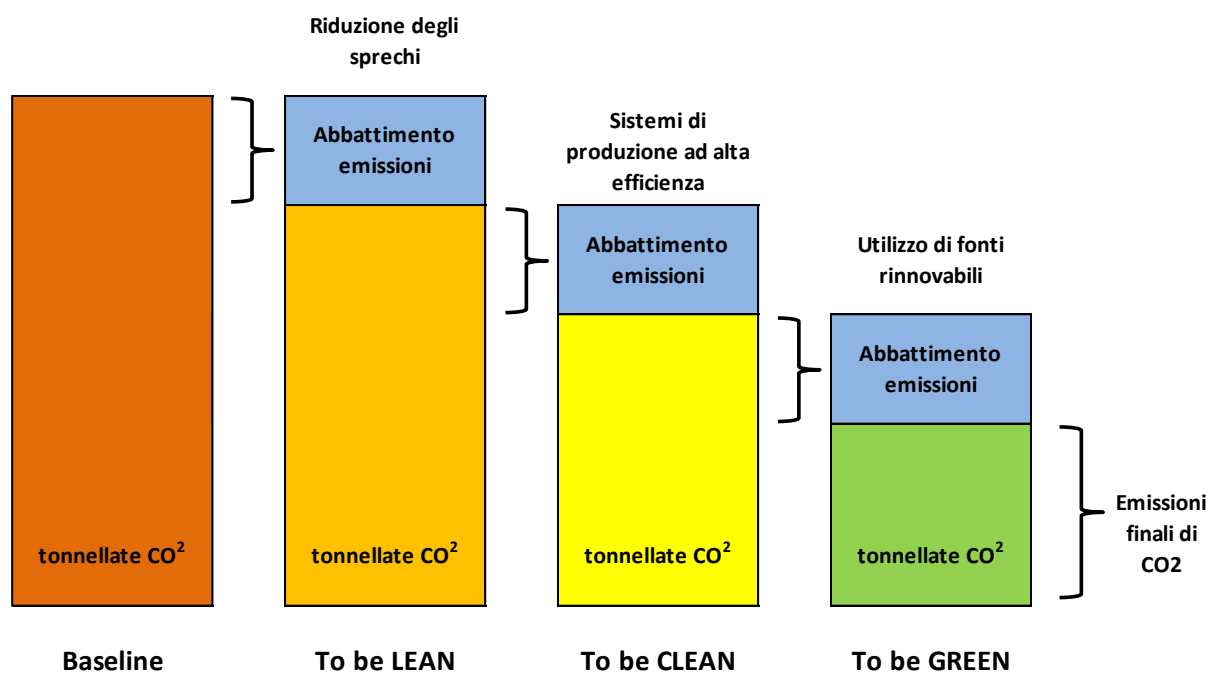 Riduzione degli
sprechi
Abbattimento
emissioni
Sistemi di
produzione ad alta
efficienza
Abbattimento
emissioni
Utilizzo di fonti
rinnovabili
Abbattimento
emissioni
tonnellate CO²
tonnellate CO²
tonnellate CO²
tonnellate CO²
Emissioni
finali di
CO2
Baseline
To be LEAN
To be CLEAN
To be GREEN